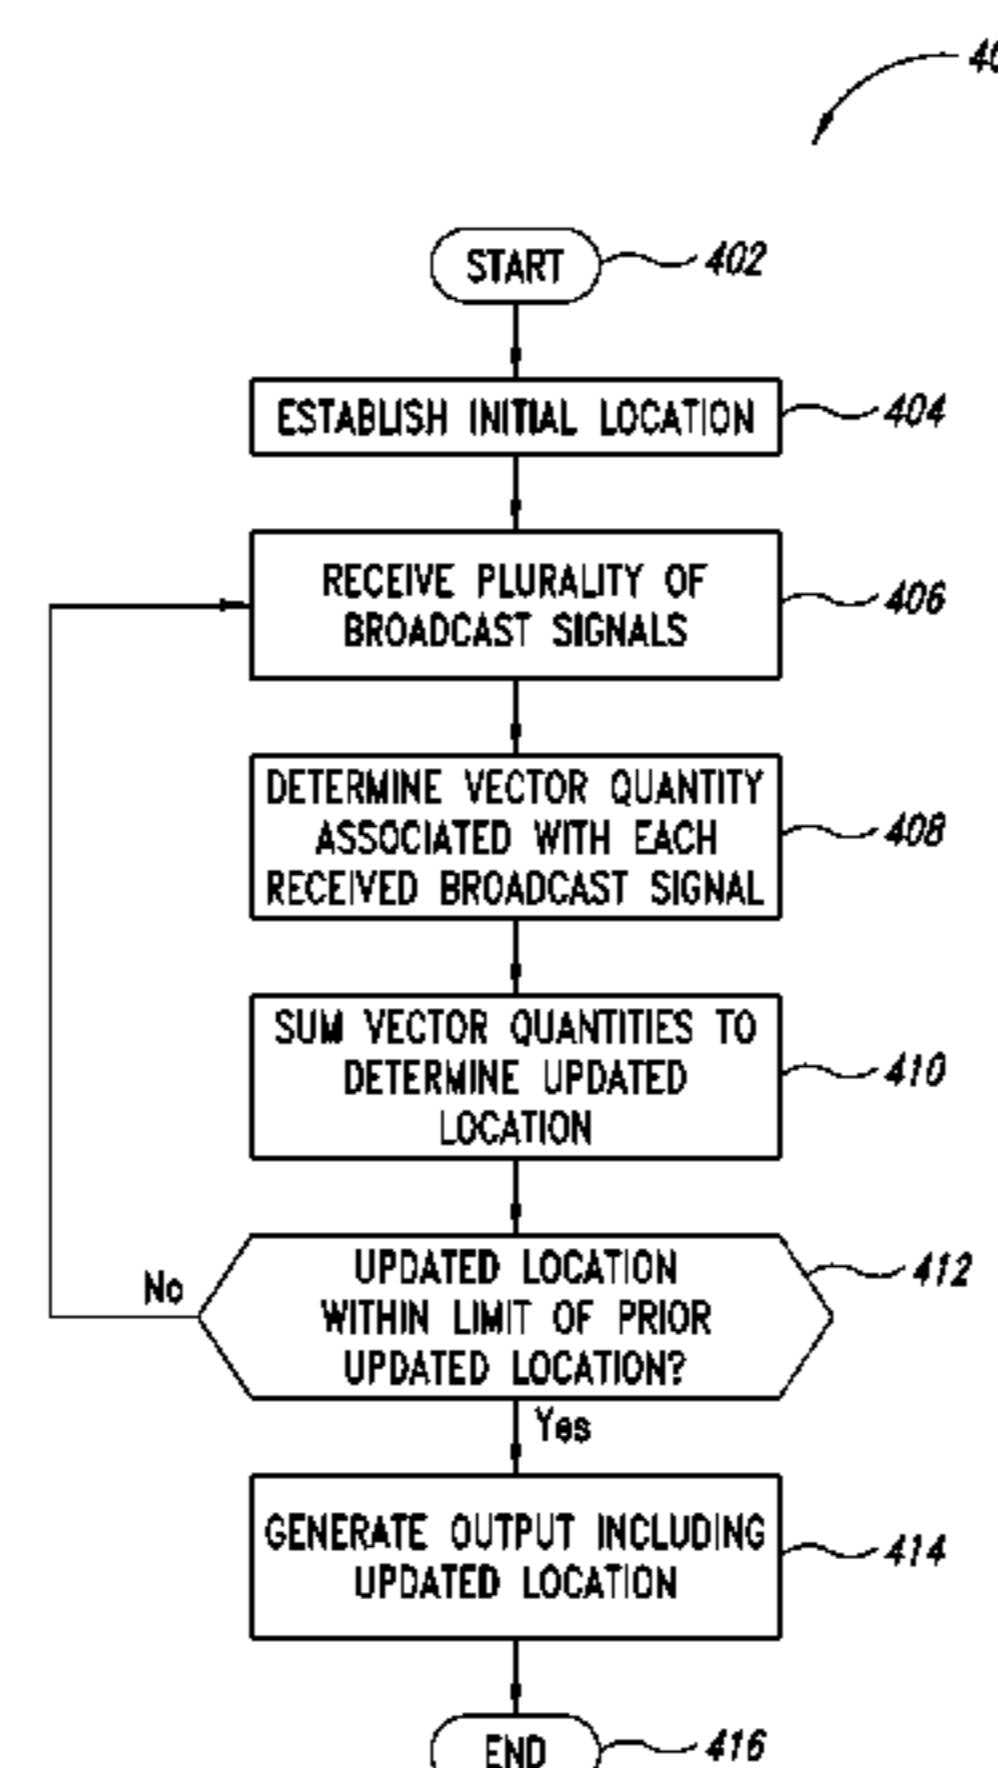 START
402
ESTABLISH INITIAL LOCATION
404
RECEIVE PLURALITY OF
BROADCAST SIGNALS
406
DETERMINE VECTOR QUANTITY
ASSOCIATED WITH EACH
RECEIVED BROADCAST SIGNAL
408
SUM VECTOR QUANTITIES TO
DETERMINE UPDATED
LOCATION
410
UPDATED LOCATION
WITHIN LIMIT OF PRIOR
UPDATED LOCATION?
412
No
Yes
GENERATE OUTPUT INCLUDING
UPDATED LOCATION
414
END
416